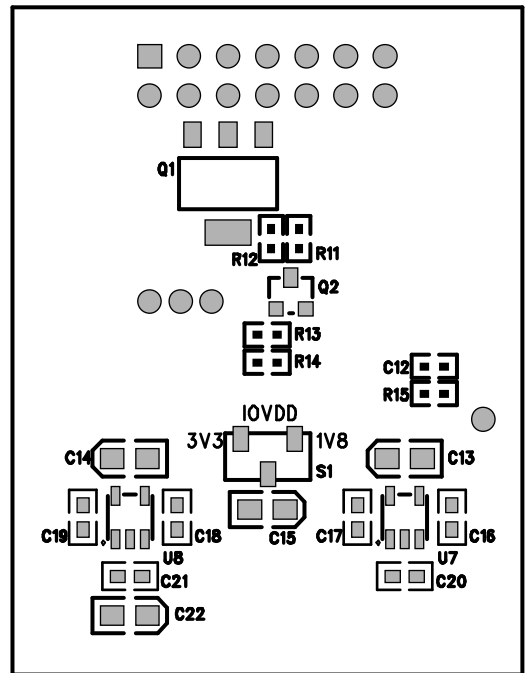 Q1
R12 R11
Q2
R13
R14
C12
R15
IOVDD
3V3 1V8
C14 S1 C13
C19 C18 C15 C17 C16
U8 U7
C21 C20
C22